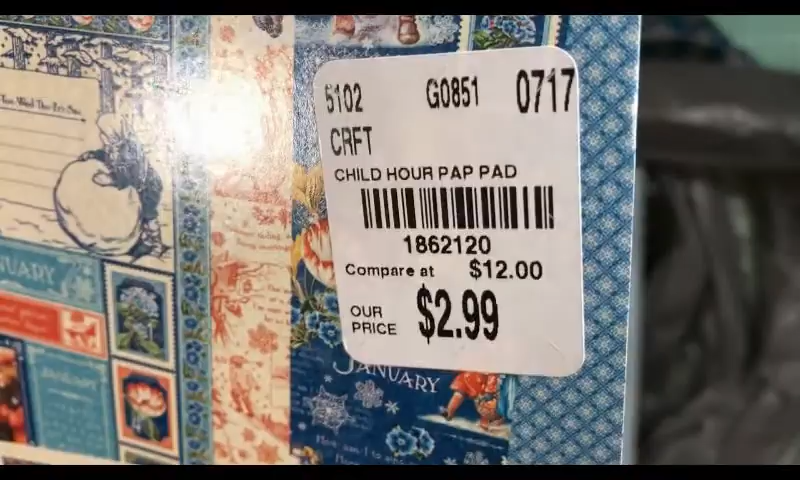 5102 G0851 0717
CRFT
CHILD HOUR PAP PAD
1862120
Compare at $12.00
OUR PRICE $2.99
JANUARY
NUARY
JANUARY